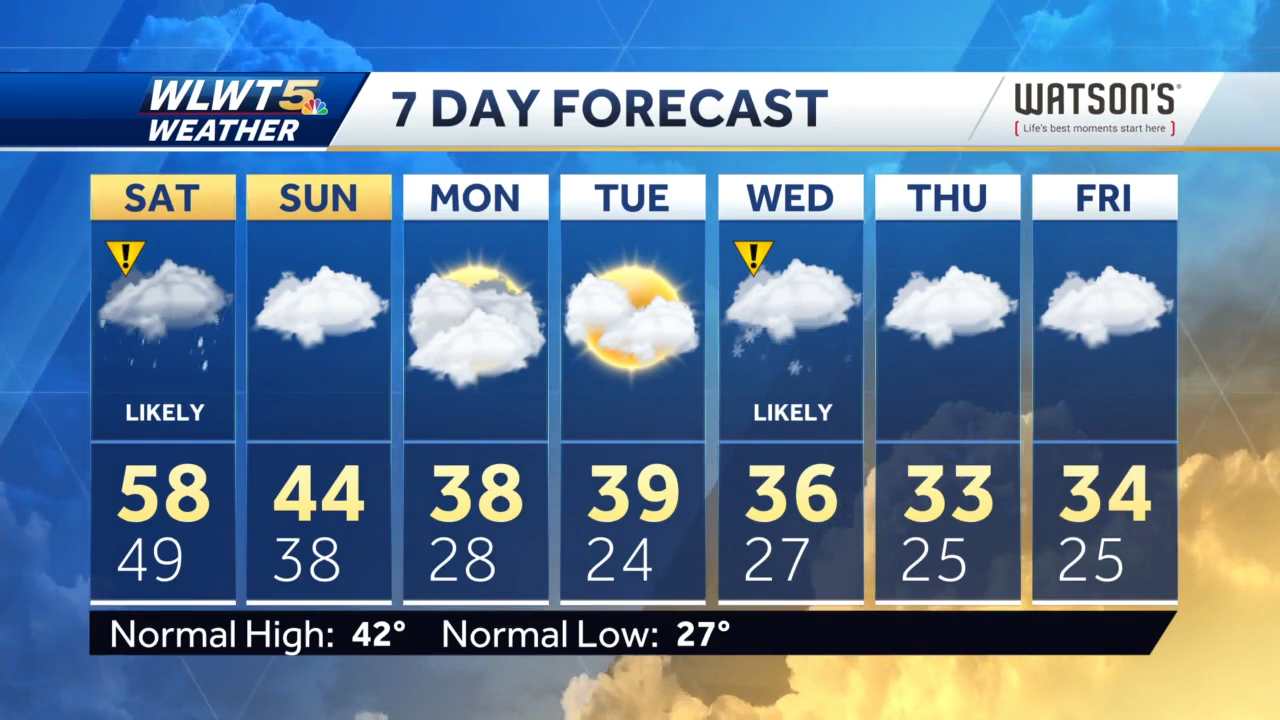 WLWT 5
WEATHER
7 DAY FORECAST
WATSON'S®
[ Life's best moments start here ]
SAT SUN MON TUE WED THU FRI
! !
LIKELY LIKELY
58 44 38 39 36 33 34
49 38 28 24 27 25 25
Normal High: 42° Normal Low: 27°